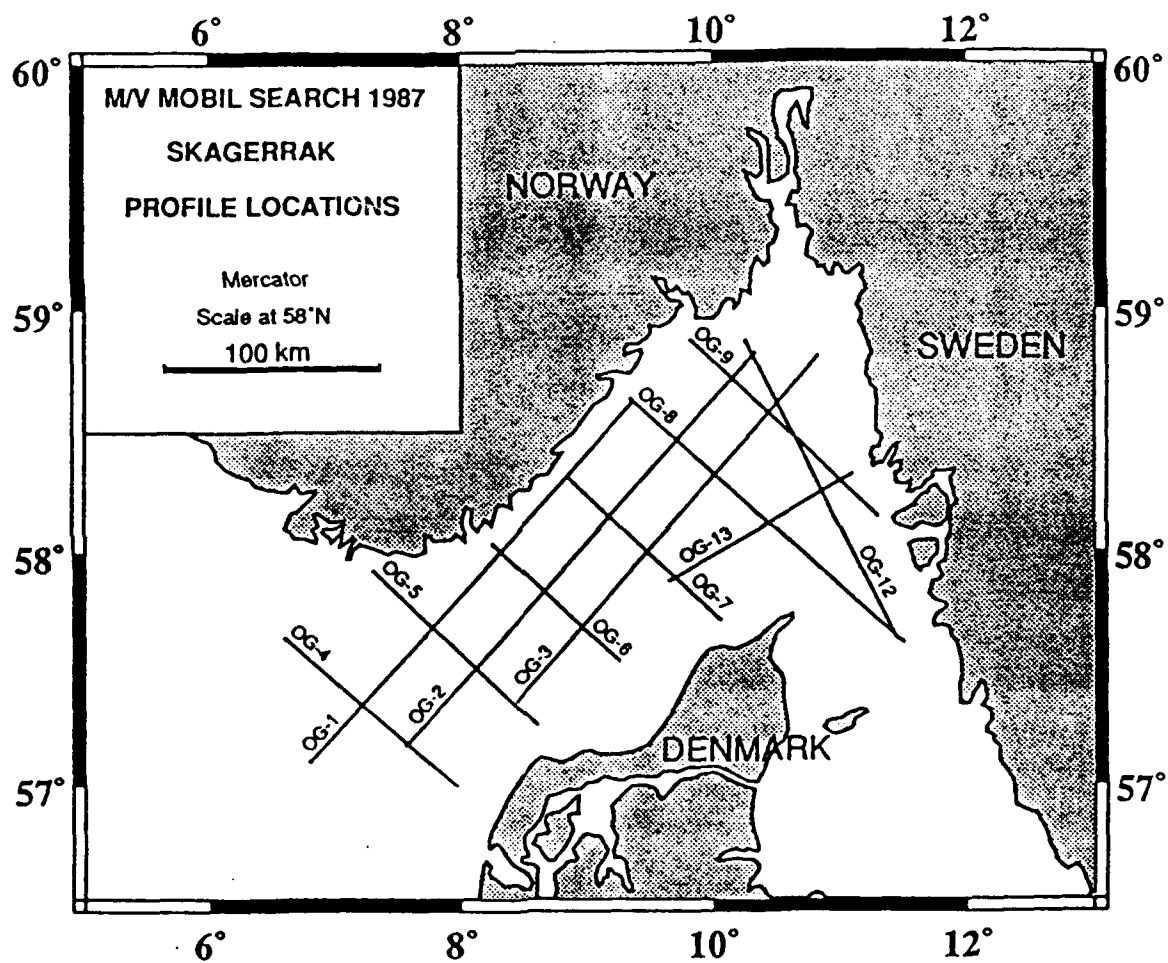 6° 8° 10° 12°
60° 60°
M/V MOBIL SEARCH 1987
SKAGERRAK
PROFILE LOCATIONS
Mercator
Scale at 58°N
100 km
NORWAY
SWEDEN
DENMARK
59° 59°
58° 58°
57° 57°
OG-9
OG-8
OG-13
OG-12
OG-7
OG-5
OG-6
OG-4
OG-3
OG-2
OG-1
6° 8° 10° 12°